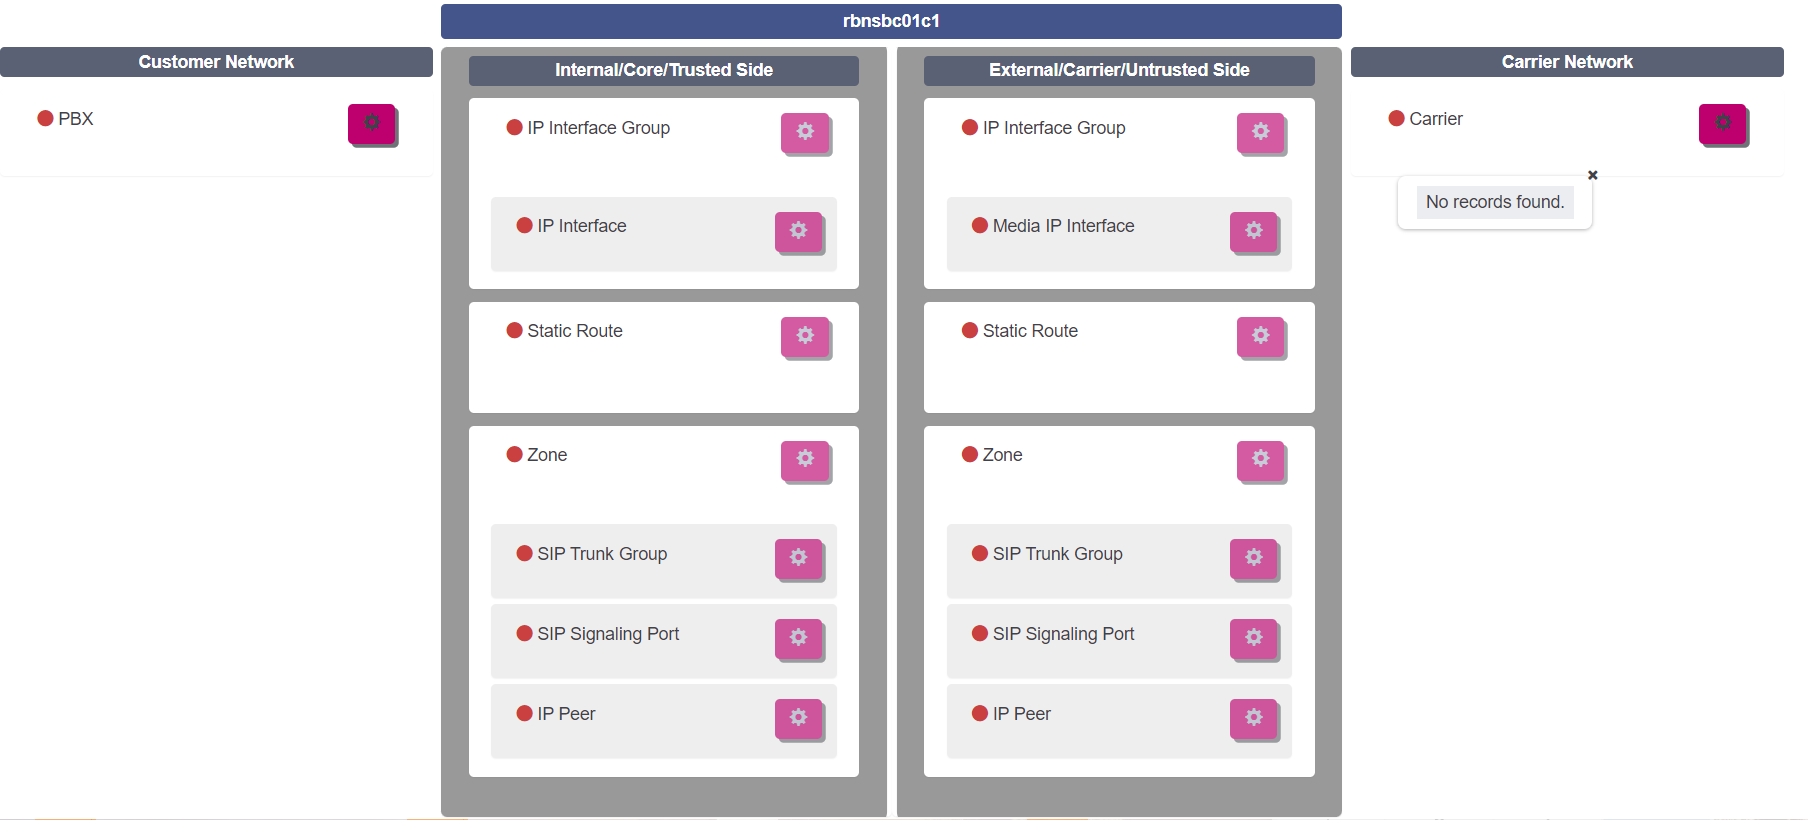 rbnsbc01c1
Customer Network
PBX
Internal/Core/Trusted Side
IP Interface Group
IP Interface
Static Route
Zone
SIP Trunk Group
SIP Signaling Port
IP Peer
External/Carrier/Untrusted Side
IP Interface Group
Media IP Interface
Static Route
Zone
SIP Trunk Group
SIP Signaling Port
IP Peer
Carrier Network
Carrier
No records found.